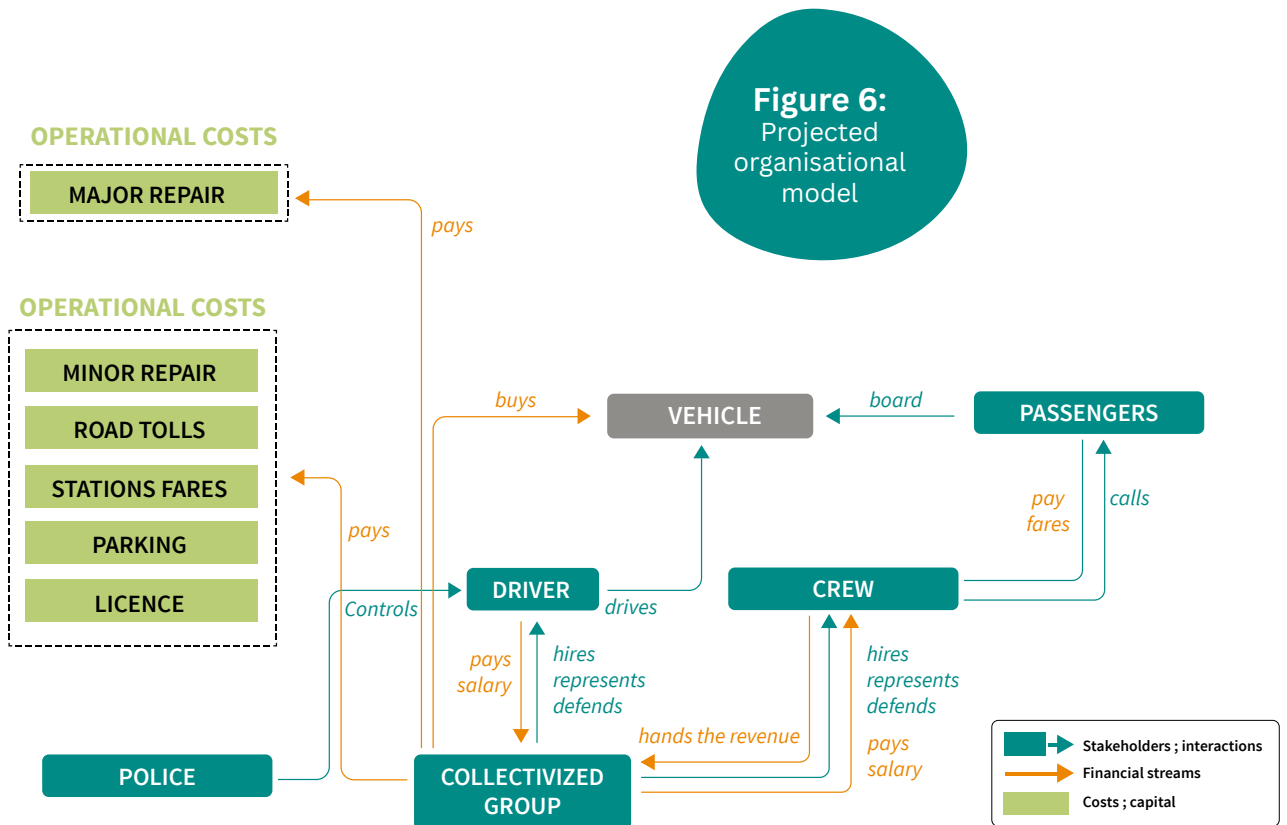 Figure 6:
Projected
organisational
model
OPERATIONAL COSTS
MAJOR REPAIR
pays
OPERATIONAL COSTS
MINOR REPAIR
ROAD TOLLS
STATIONS FARES
PARKING
LICENCE
pays
buys
VEHICLE
board
PASSENGERS
pay
fares
calls
Controls
DRIVER
drives
CREW
pays
salary
hires
represents
defends
hires
represents
defends
hands the revenue
pays
salary
POLICE
COLLECTIVIZED
GROUP
Stakeholders ; interactions
Financial streams
Costs ; capital